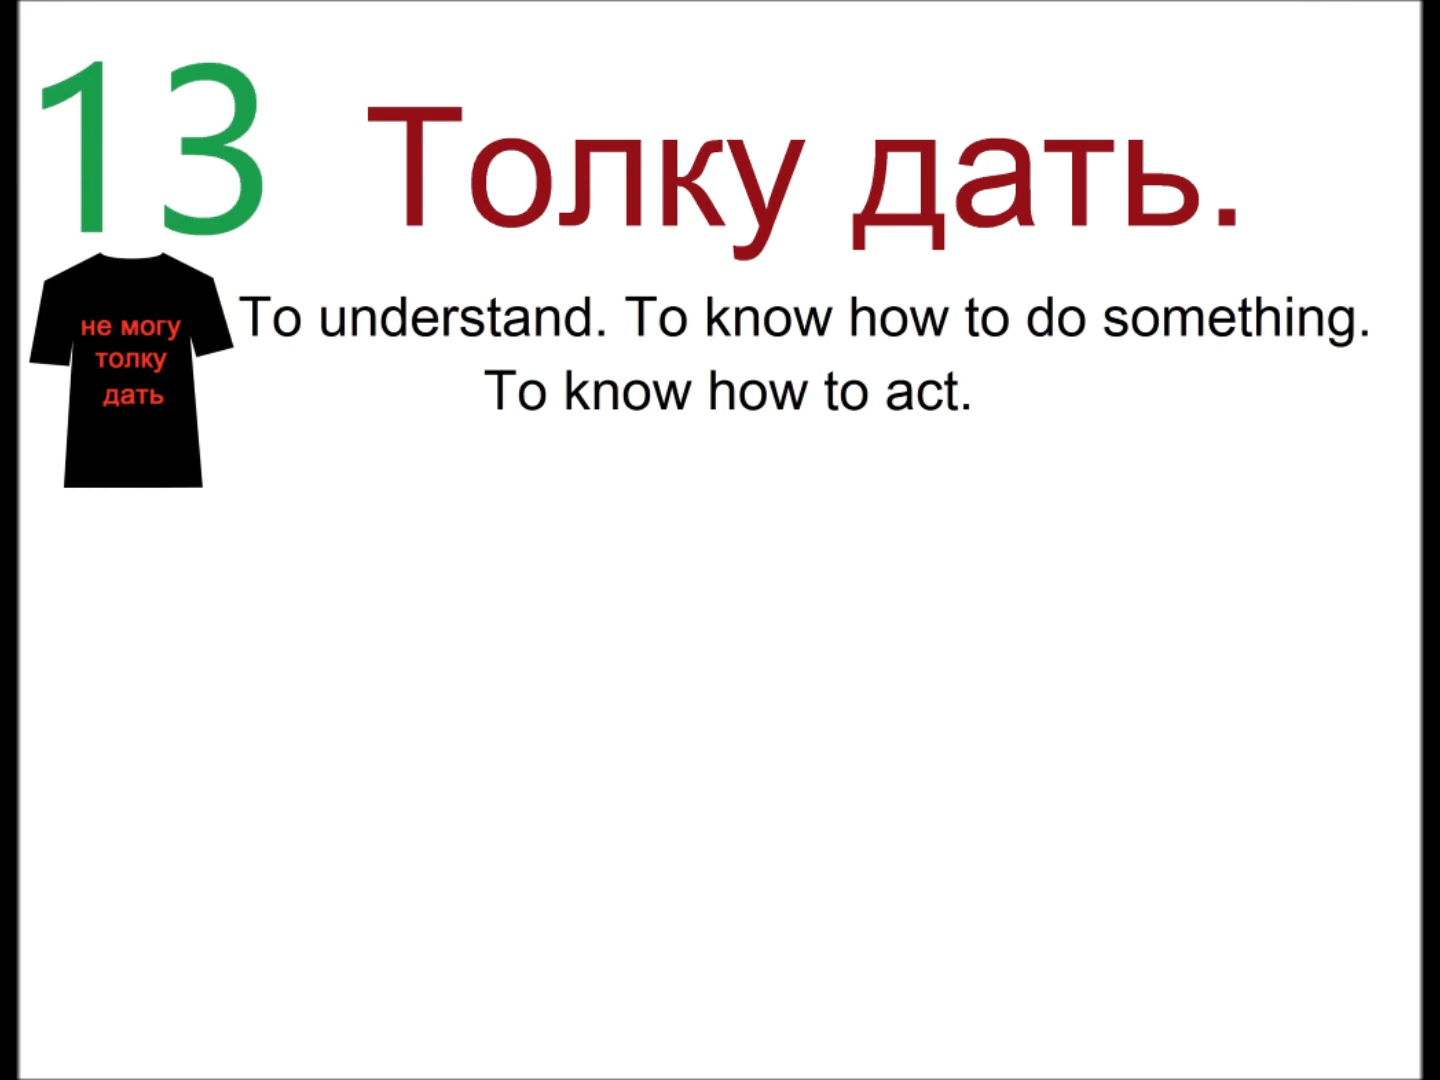 13 Толку дать.
To understand. To know how to do something.
To know how to act.
не могу
толку
дать